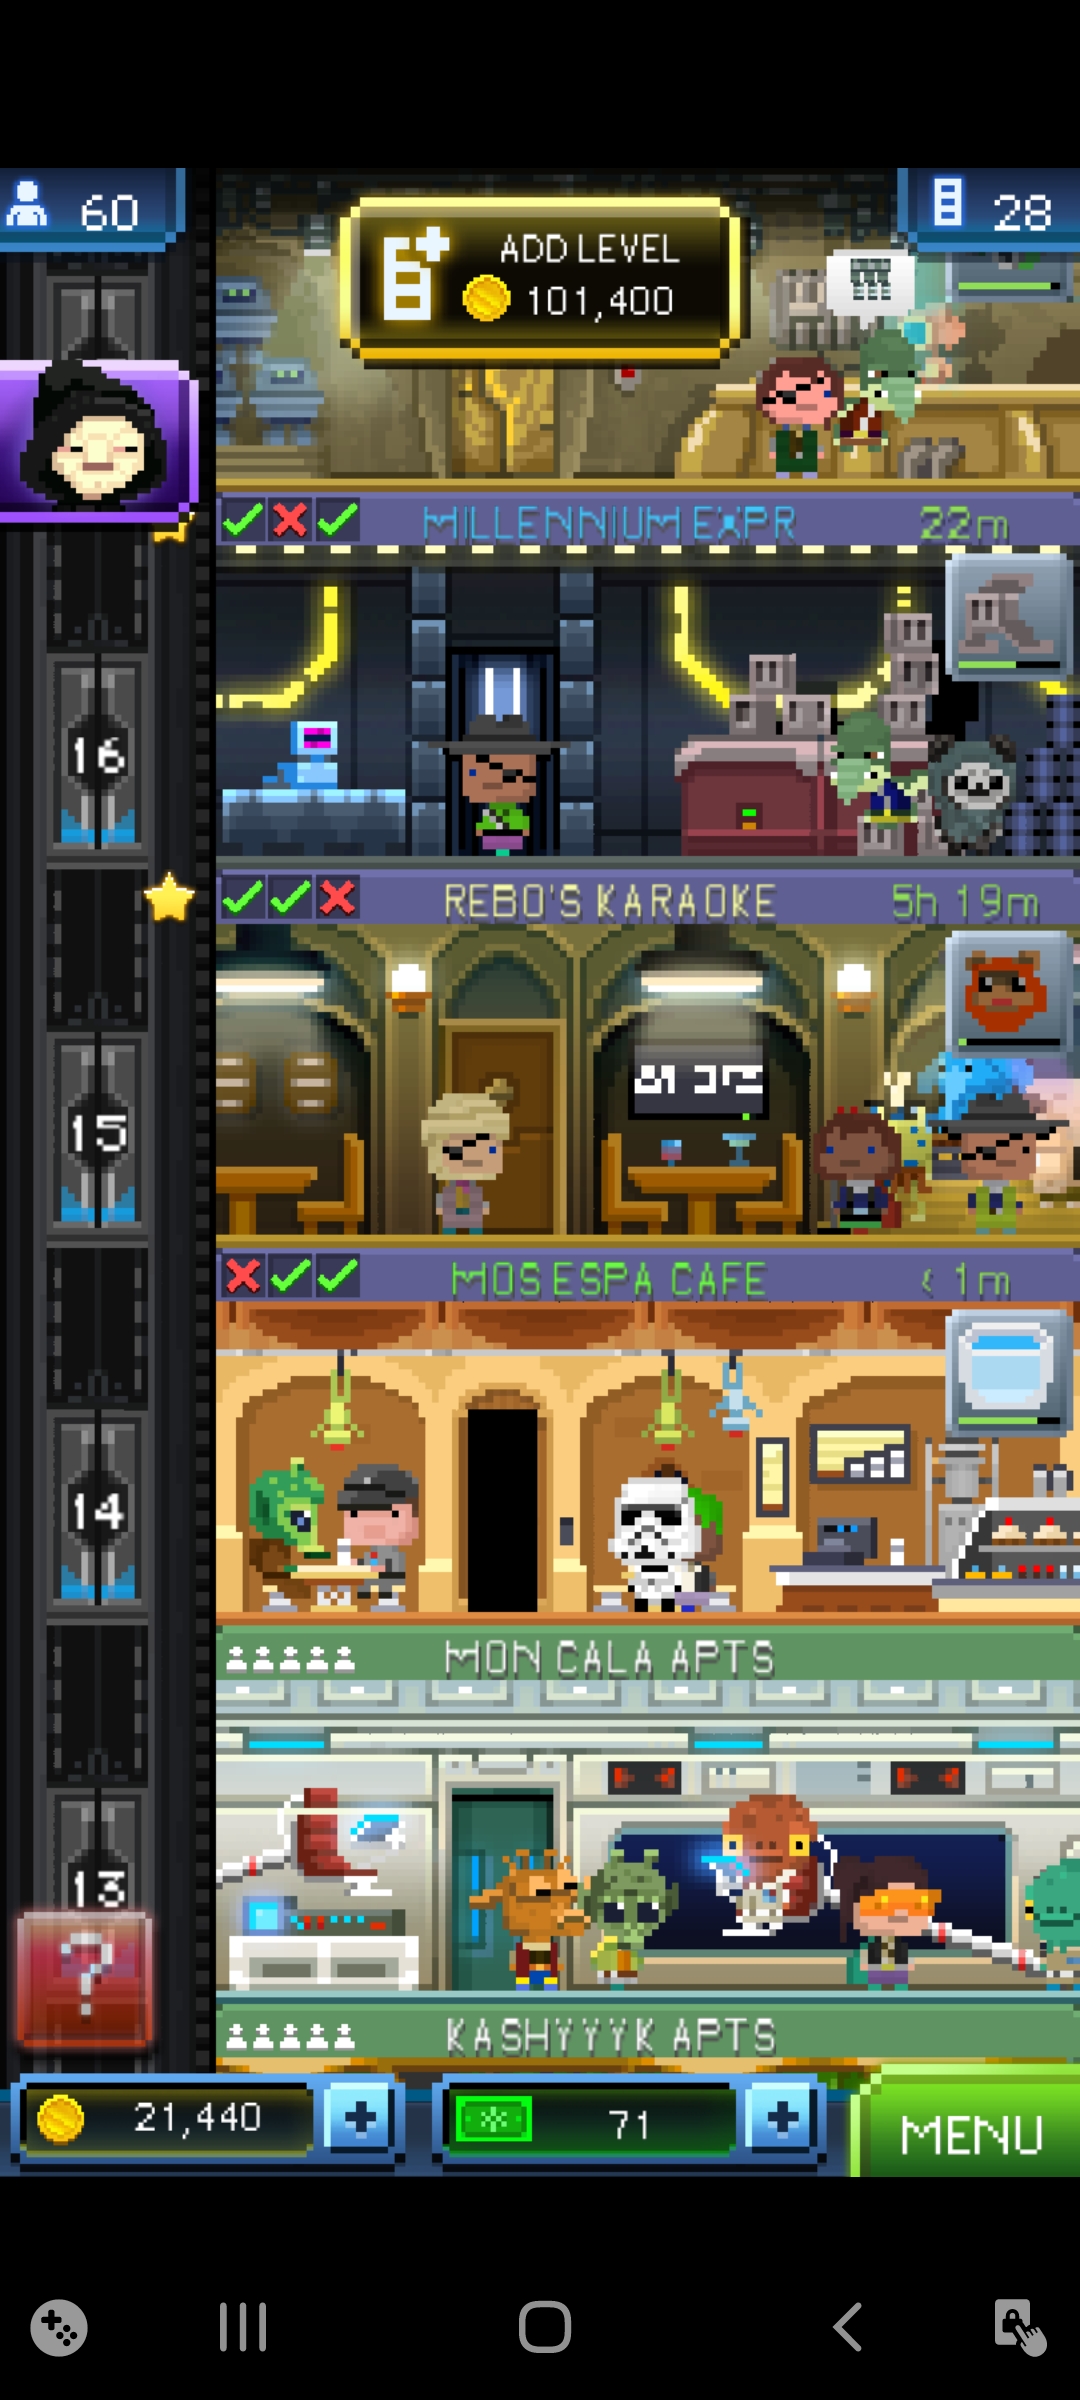 60
28
ADD LEVEL
101,400
MILLENNIUM EXPR 22m
16
REBO'S KARAOKE 5h 19m
15
MOS ESPA CAFE < 1m
14
MON CALA APTS
13
?
KASHYYYK APTS
21,440
71
MENU